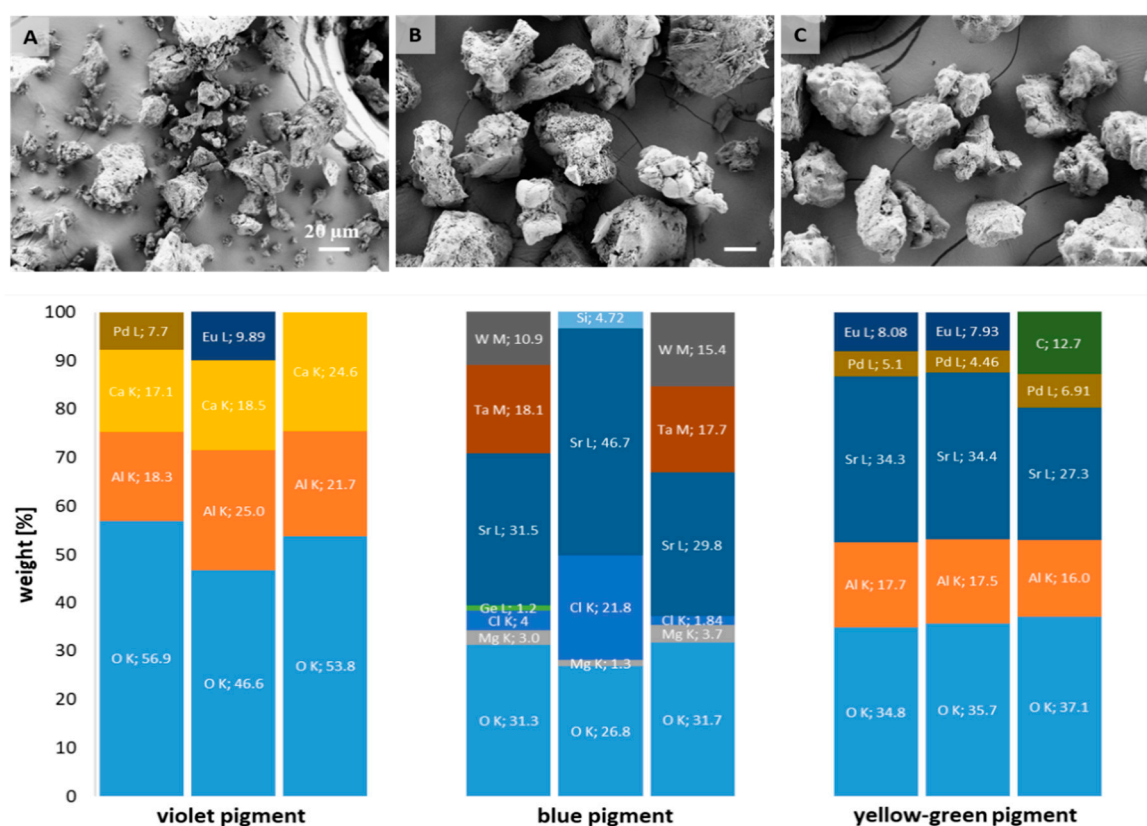 A
B
C
20 µm
weight [%]
100
90
80
70
60
50
40
30
20
10
0
Pd L; 7.7
Ca K; 17.1
Al K; 18.3
O K; 56.9
Eu L; 9.89
Ca K; 18.5
Al K; 25.0
O K; 46.6
Ca K; 24.6
Al K; 21.7
O K; 53.8
violet pigment
W M; 10.9
Ta M; 18.1
Sr L; 31.5
Ge L; 1.2
Cl K; 4
Mg K; 3.0
O K; 31.3
Si; 4.72
Sr L; 46.7
Cl K; 21.8
Mg K; 1.3
O K; 26.8
W M; 15.4
Ta M; 17.7
Sr L; 29.8
Cl K; 1.84
Mg K; 3.7
O K; 31.7
blue pigment
Eu L; 8.08
Pd L; 5.1
Sr L; 34.3
Al K; 17.7
O K; 34.8
Eu L; 7.93
Pd L; 4.46
Sr L; 34.4
Al K; 17.5
O K; 35.7
C; 12.7
Pd L; 6.91
Sr L; 27.3
Al K; 16.0
O K; 37.1
yellow-green pigment